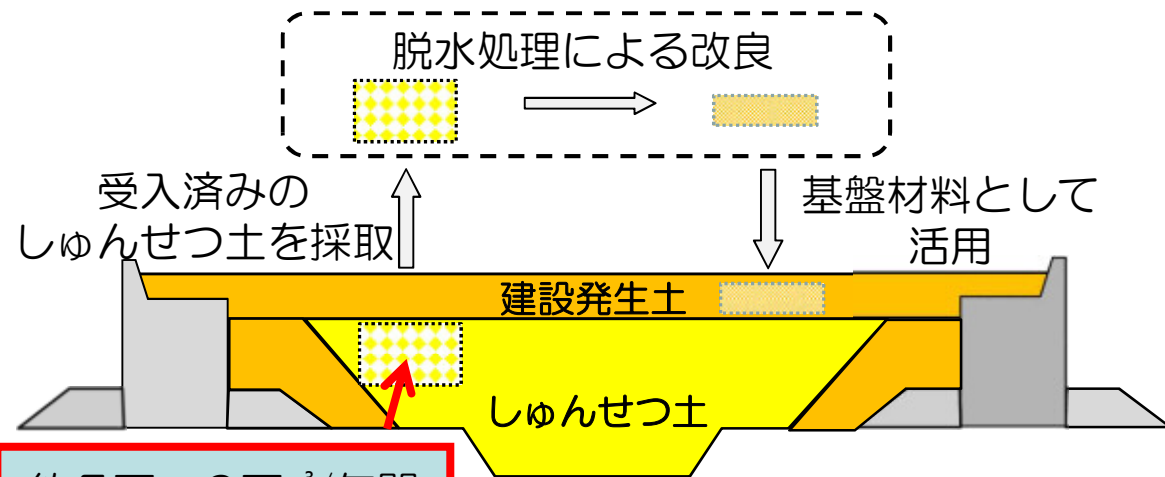 脱水処理による改良
受入済みの
しゅんせつ土を採取
基盤材料として
活用
建設発生土
しゅんせつ土